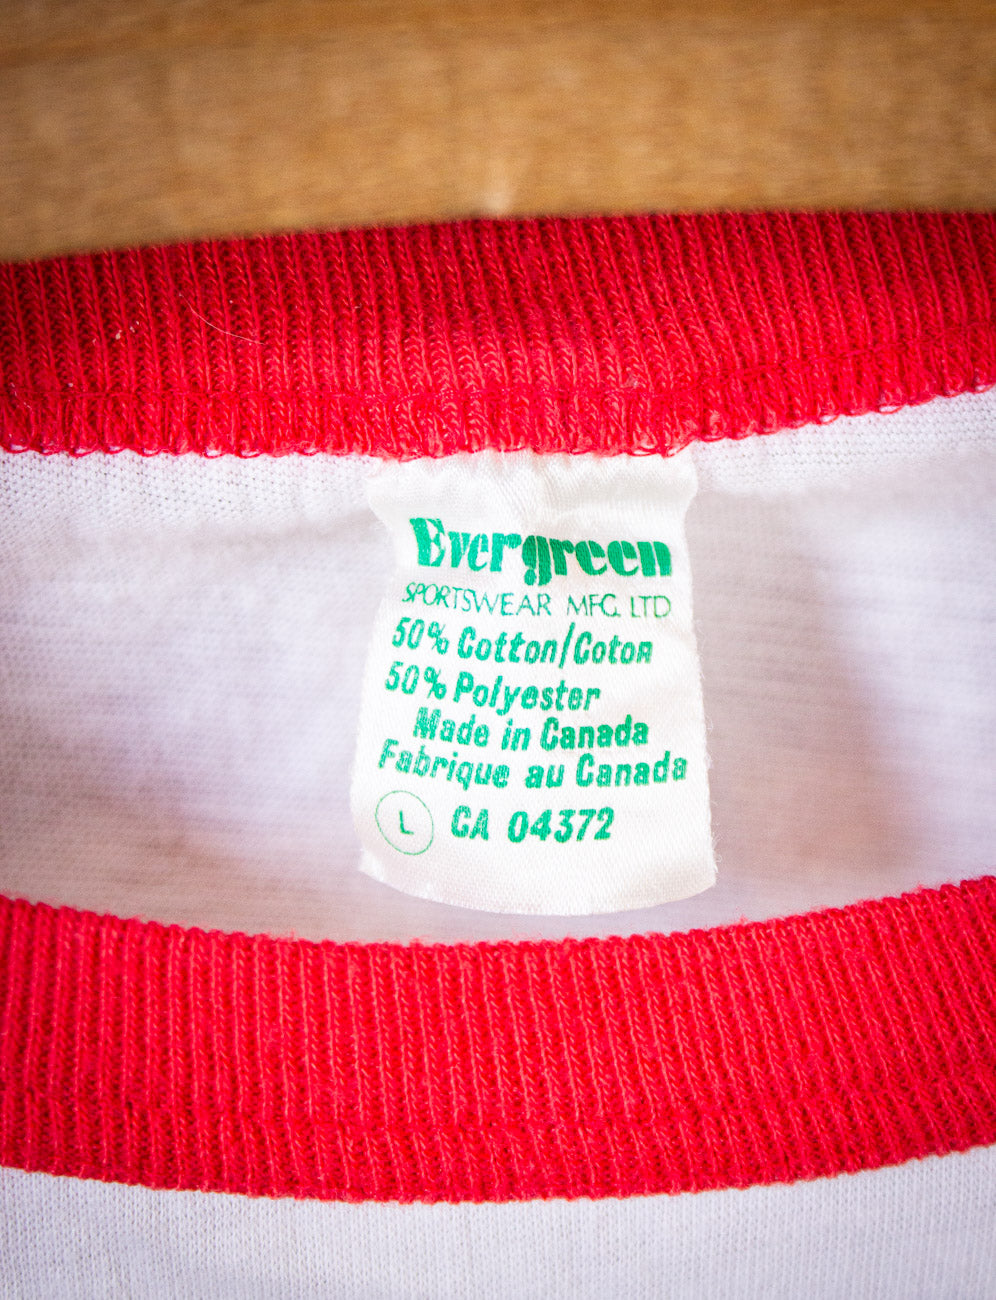 Evergreen
SPORTSWEAR MFG. LTD
50% Cotton/Coton
50% Polyester
Made in Canada
Fabrique au Canada
L CA 04372